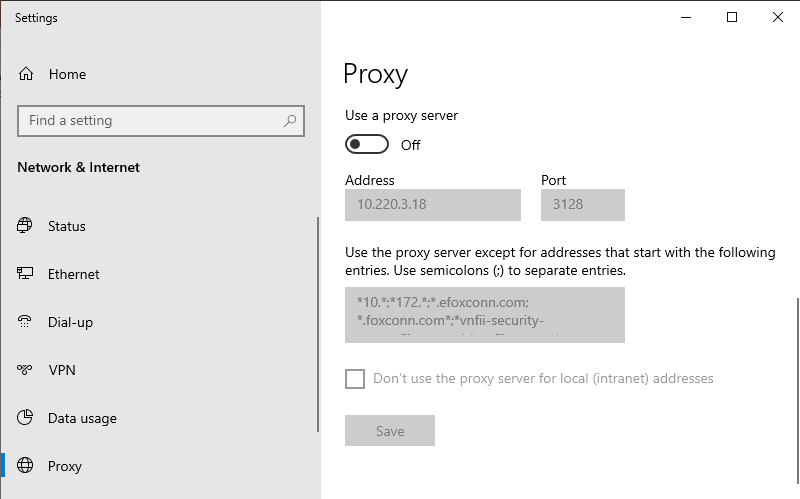 Settings
Home
Find a setting
Network & Internet
Status
Ethernet
Dial-up
VPN
Data usage
Proxy
Proxy
Use a proxy server
Off
Address Port
10.220.3.18 3128
Use the proxy server except for addresses that start with the following
entries. Use semicolons (;) to separate entries.
*10.*;*172.*;*.efoxconn.com;
*.foxconn.com*;*vnfii-security-
Don't use the proxy server for local (intranet) addresses
Save